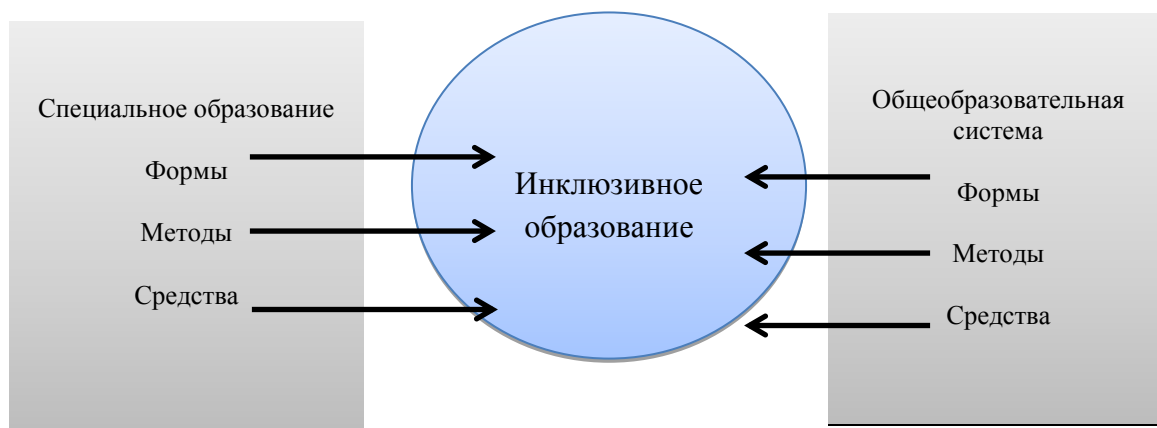 Специальное образование
Формы
Методы
Средства
Инклюзивное
образование
Общеобразовательная
система
Формы
Методы
Средства